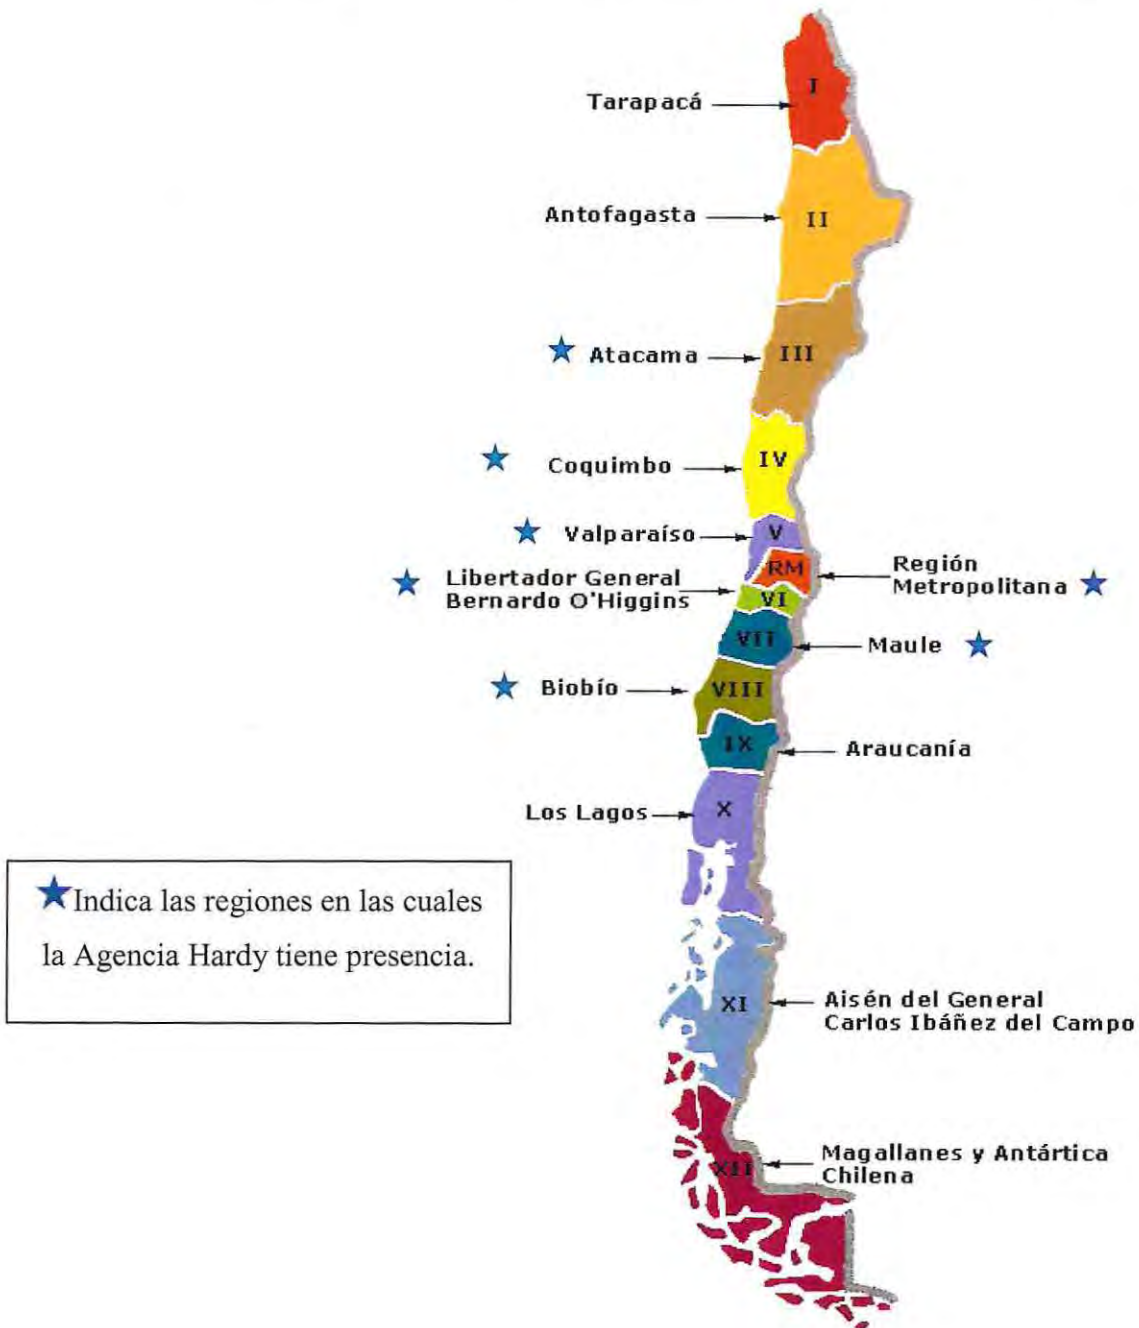 I
Tarapacá
Antofagasta
II
Atacama
III
Coquimbo
IV
Valparaíso
V
RM
Región
Metropolitana
Libertador General
Bernardo O'Higgins
VI
VII
Maule
Biobío
VIII
IX
Araucanía
Los Lagos
X
Indica las regiones en las cuales
la Agencia Hardy tiene presencia.
XI
Aisén del General
Carlos Ibáñez del Campo
XII
Magallanes y Antártica
Chilena